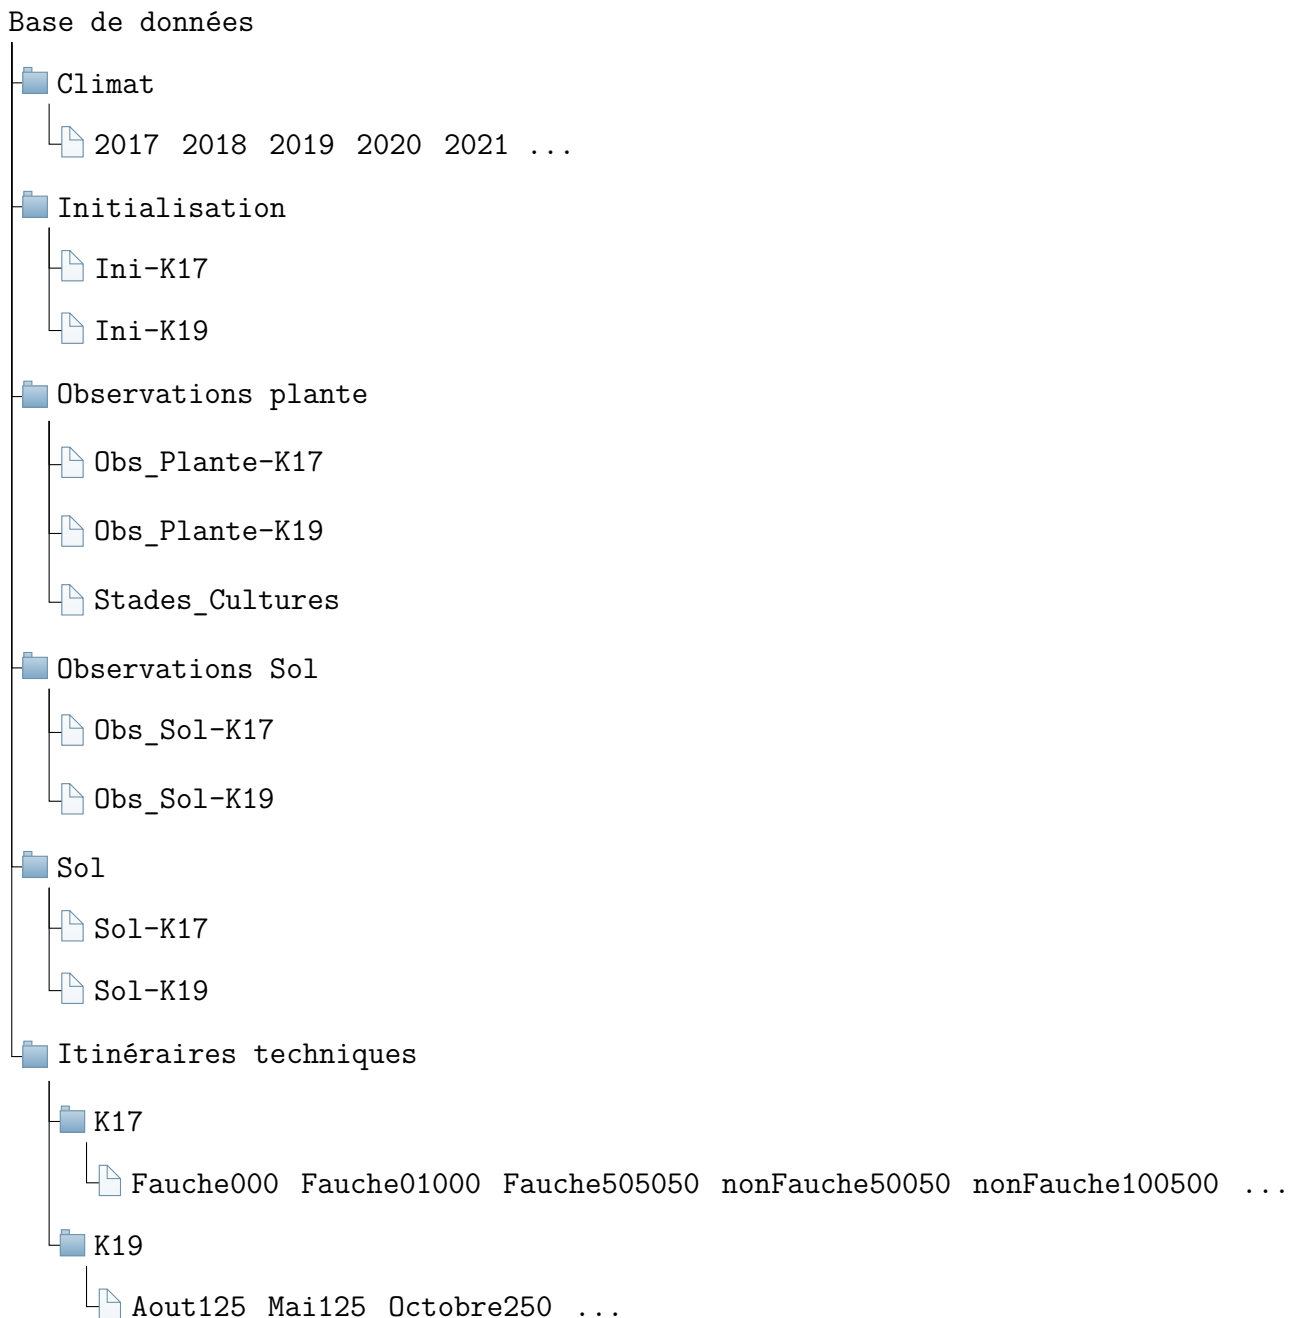 Base de données
Climat
2017 2018 2019 2020 2021 ...
Initialisation
Ini-K17
Ini-K19
Observations plante
Obs_Plante-K17
Obs_Plante-K19
Stades_Cultures
Observations Sol
Obs_Sol-K17
Obs_Sol-K19
Sol
Sol-K17
Sol-K19
Itinéraires techniques
K17
Fauche000 Fauche01000 Fauche505050 nonFauche50050 nonFauche100500 ...
K19
Aout125 Mai125 Octobre250 ...